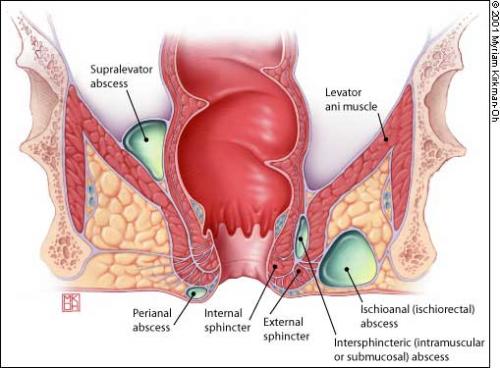 © 2001 Myriam Kirkman-Oh
Supralevator
abscess
Levator
ani muscle
Perianal
abscess
Internal
sphincter
External
sphincter
Ischioanal (ischiorectal)
abscess
Intersphincteric (intramuscular
or submucosal) abscess